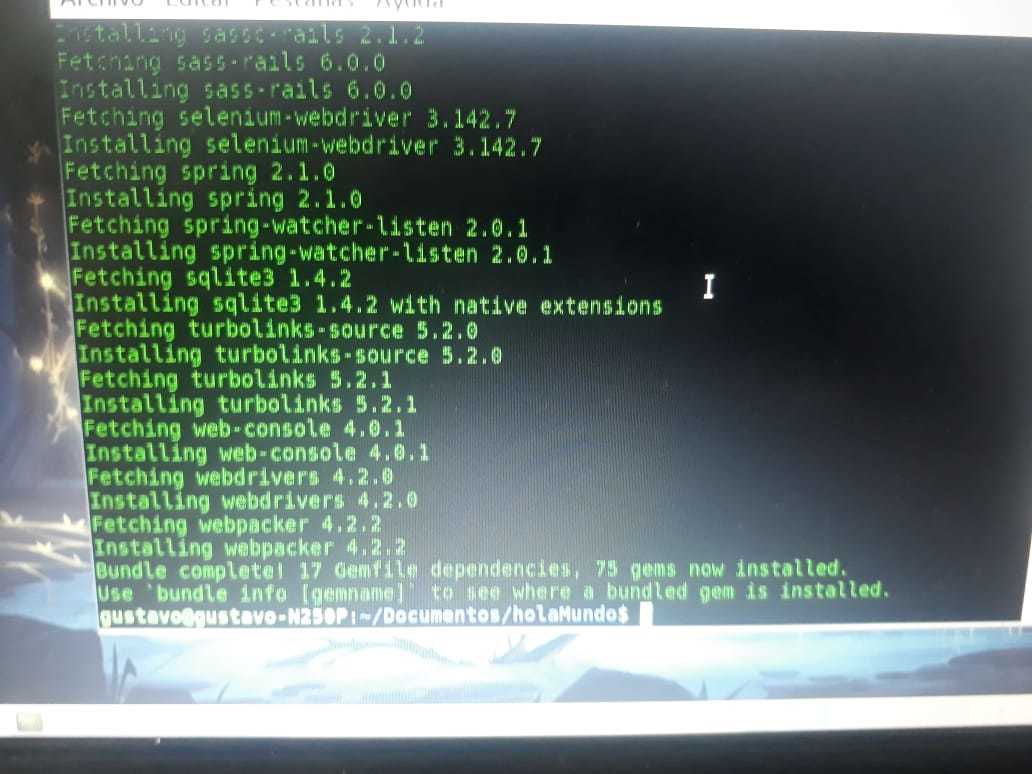 Archivo Editar Pestañas Ayuda
Installing sassc-rails 2.1.2
Fetching sass-rails 6.0.0
Installing sass-rails 6.0.0
Fetching selenium-webdriver 3.142.7
Installing selenium-webdriver 3.142.7
Fetching spring 2.1.0
Installing spring 2.1.0
Fetching spring-watcher-listen 2.0.1
Installing spring-watcher-listen 2.0.1
Fetching sqlite3 1.4.2
Installing sqlite3 1.4.2 with native extensions
Fetching turbolinks-source 5.2.0
Installing turbolinks-source 5.2.0
Fetching turbolinks 5.2.1
Installing turbolinks 5.2.1
Fetching web-console 4.0.1
Installing web-console 4.0.1
Fetching webdrivers 4.2.0
Installing webdrivers 4.2.0
Fetching webpacker 4.2.2
Installing webpacker 4.2.2
Bundle complete! 17 Gemfile dependencies, 75 gems now installed.
Use `bundle info [gemname]` to see where a bundled gem is installed.
gustavo@gustavo-N250P:~/Documentos/holaMundo$